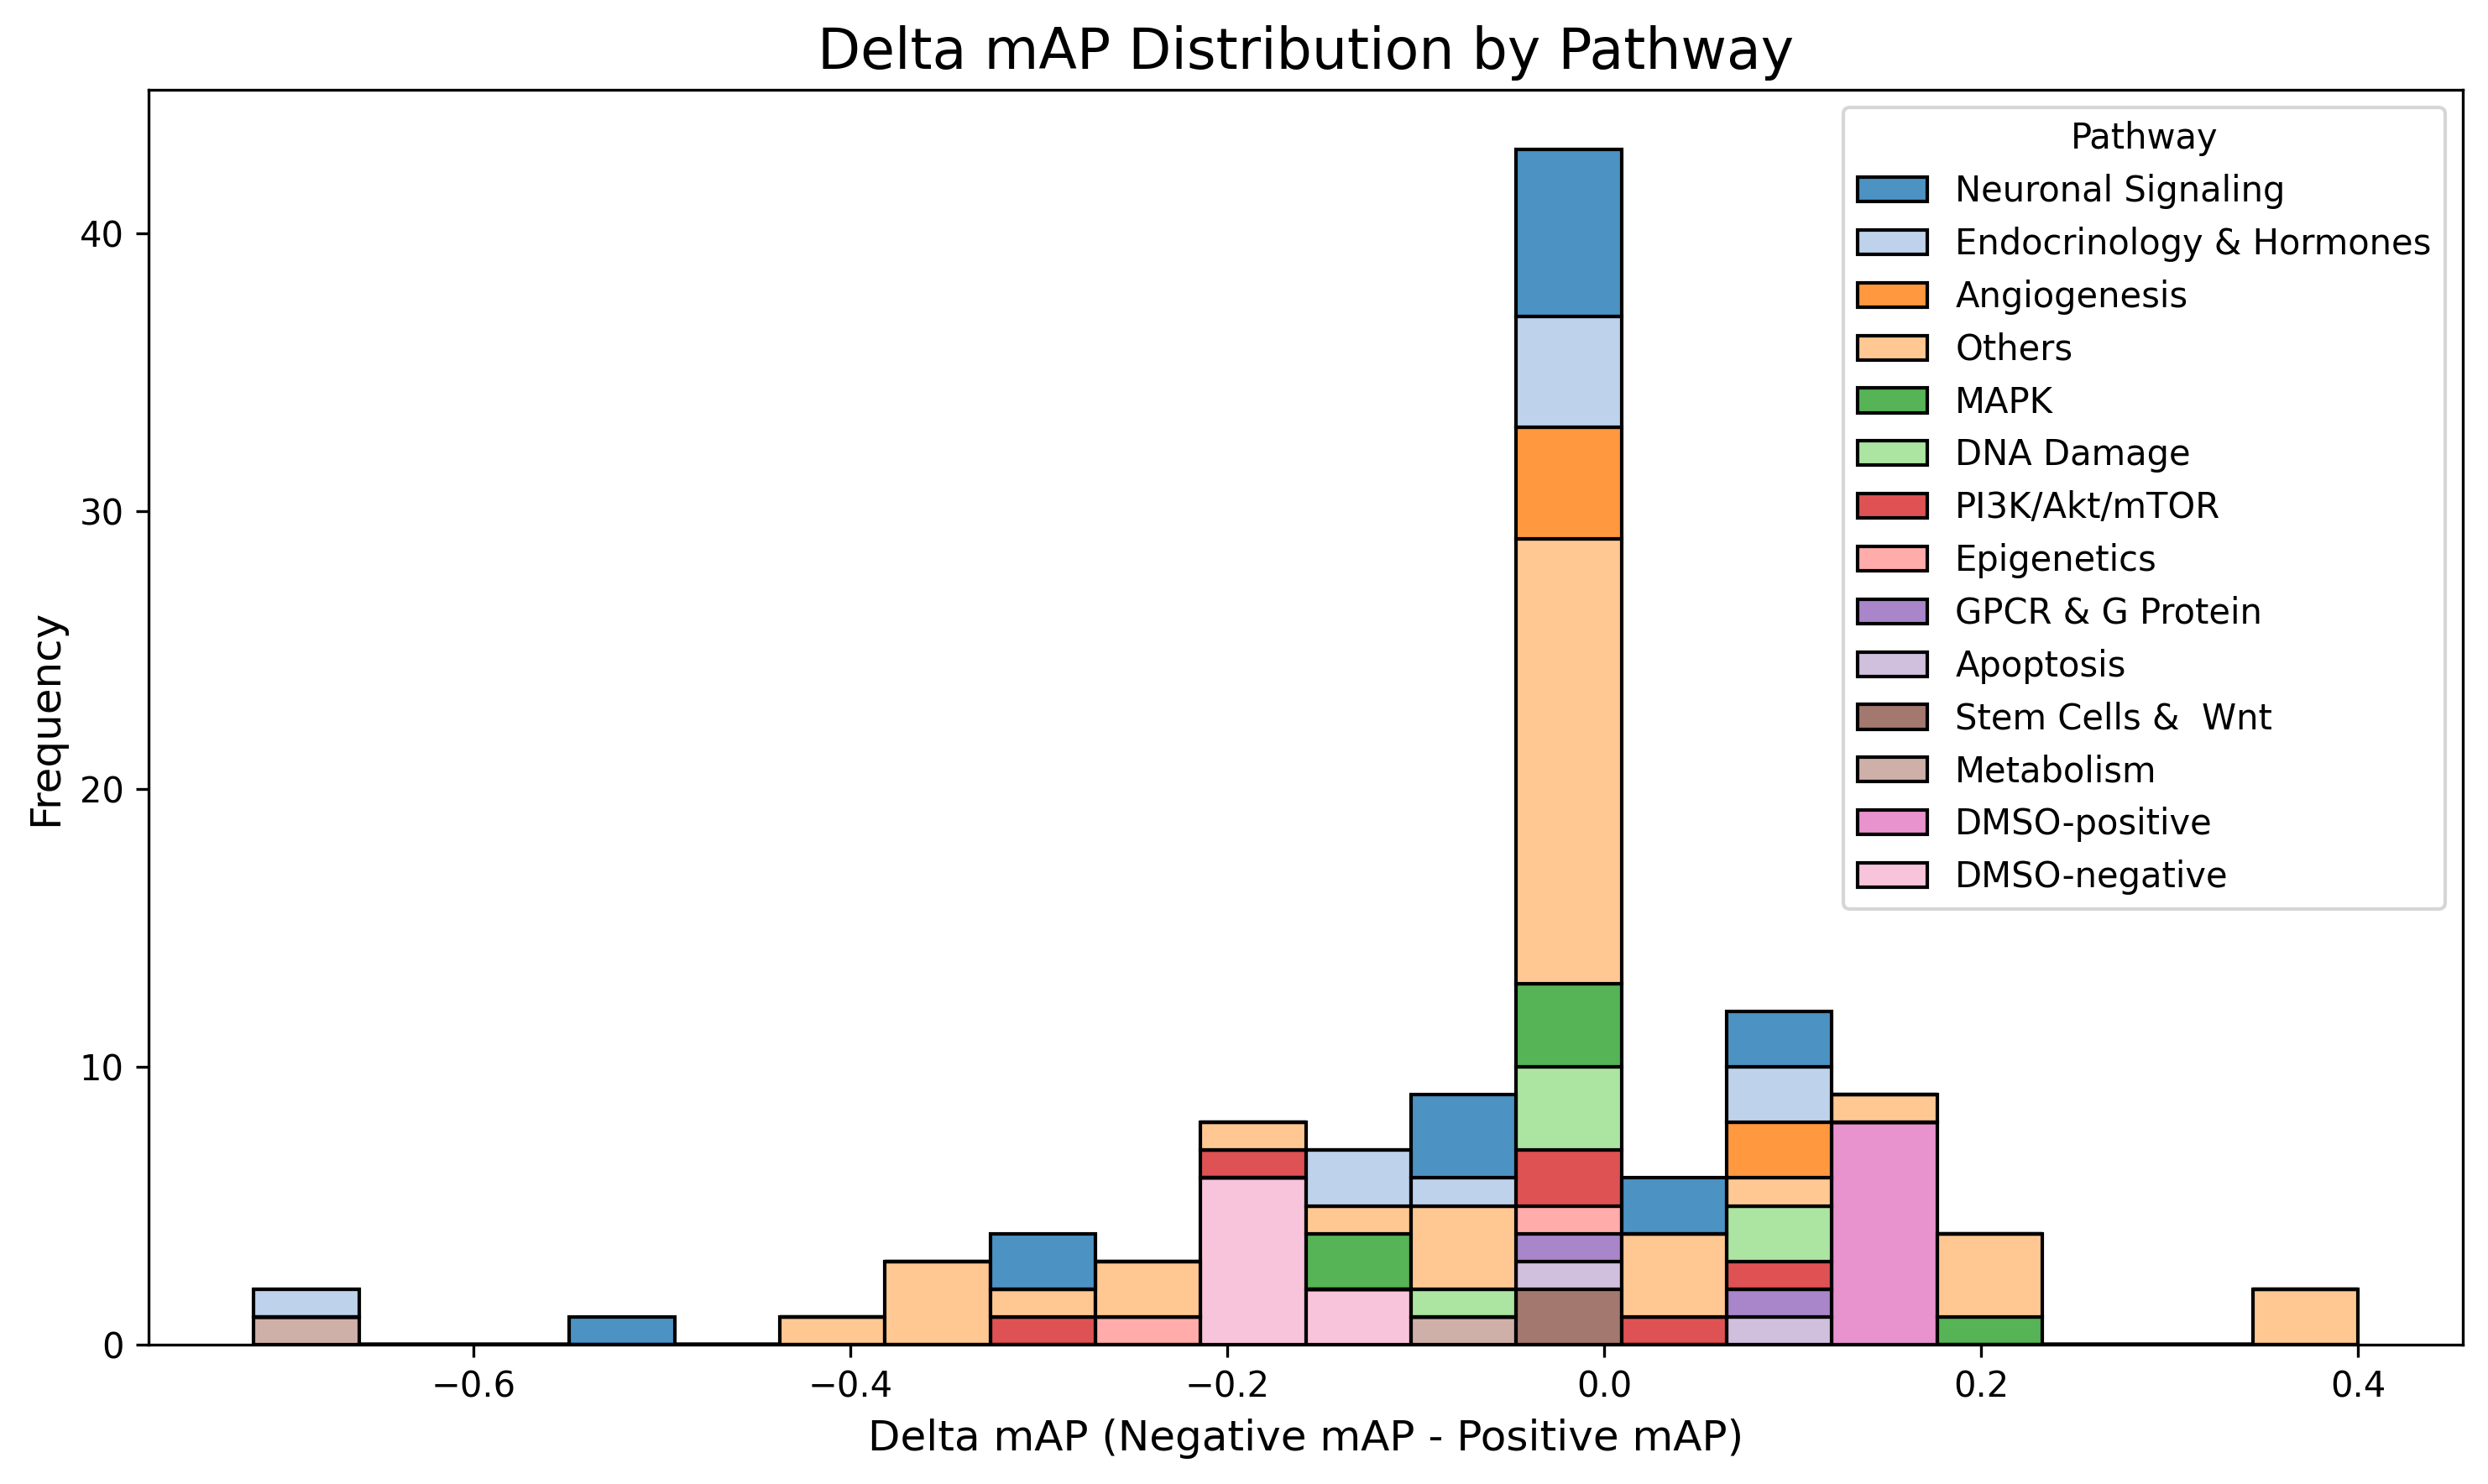 Delta mAP Distribution by Pathway
Pathway
Neuronal Signaling
Endocrinology & Hormones
Angiogenesis
Others
MAPK
DNA Damage
PI3K/Akt/mTOR
Epigenetics
GPCR & G Protein
Apoptosis
Stem Cells &  Wnt
Metabolism
DMSO-positive
DMSO-negative
Frequency
40
30
20
10
0
−0.6 −0.4 −0.2 0.0 0.2 0.4
Delta mAP (Negative mAP - Positive mAP)